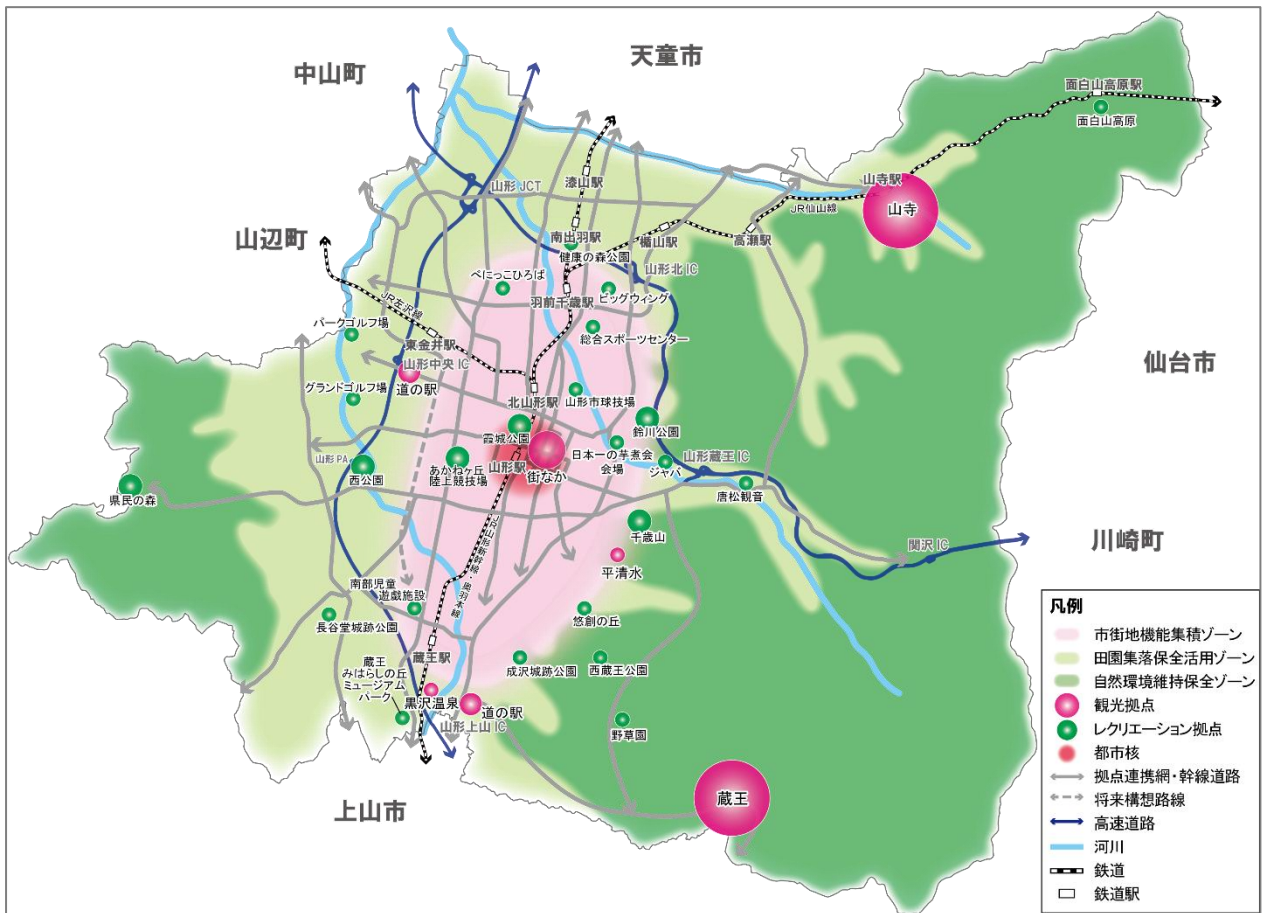 天童市
中山町
面白山高原駅
面白山高原
山寺駅
山形JCT
漆山駅
山寺
JR仙山線
山辺町
南出羽駅
楯山駅
高瀬駅
健康の森公園
べにっこひろば
山形北IC
羽前千歳駅
ビッグウィング
JR左沢線
パークゴルフ場
総合スポーツセンター
東金井駅
山形中央IC
仙台市
道の駅
グランドゴルフ場
北山形駅
山形市球技場
霞城公園
鈴川公園
山形PA
西公園
あかねヶ丘
陸上競技場
山形駅
街なか
日本一の芋煮会
会場
ジャバ
山形蔵王IC
唐松観音
県民の森
千歳山
関沢IC
川崎町
平清水
JR山形新幹線・奥羽本線
南部児童
遊戯施設
長谷堂城跡公園
悠創の丘
蔵王駅
成沢城跡公園
西蔵王公園
蔵王
みはらしの丘
ミュージアム
パーク
黒沢温泉
道の駅
山形上山IC
野草園
蔵王
上山市
凡例
市街地機能集積ゾーン
田園集落保全活用ゾーン
自然環境維持保全ゾーン
観光拠点
レクリエーション拠点
都市核
拠点連携網・幹線道路
将来構想路線
高速道路
河川
鉄道
鉄道駅